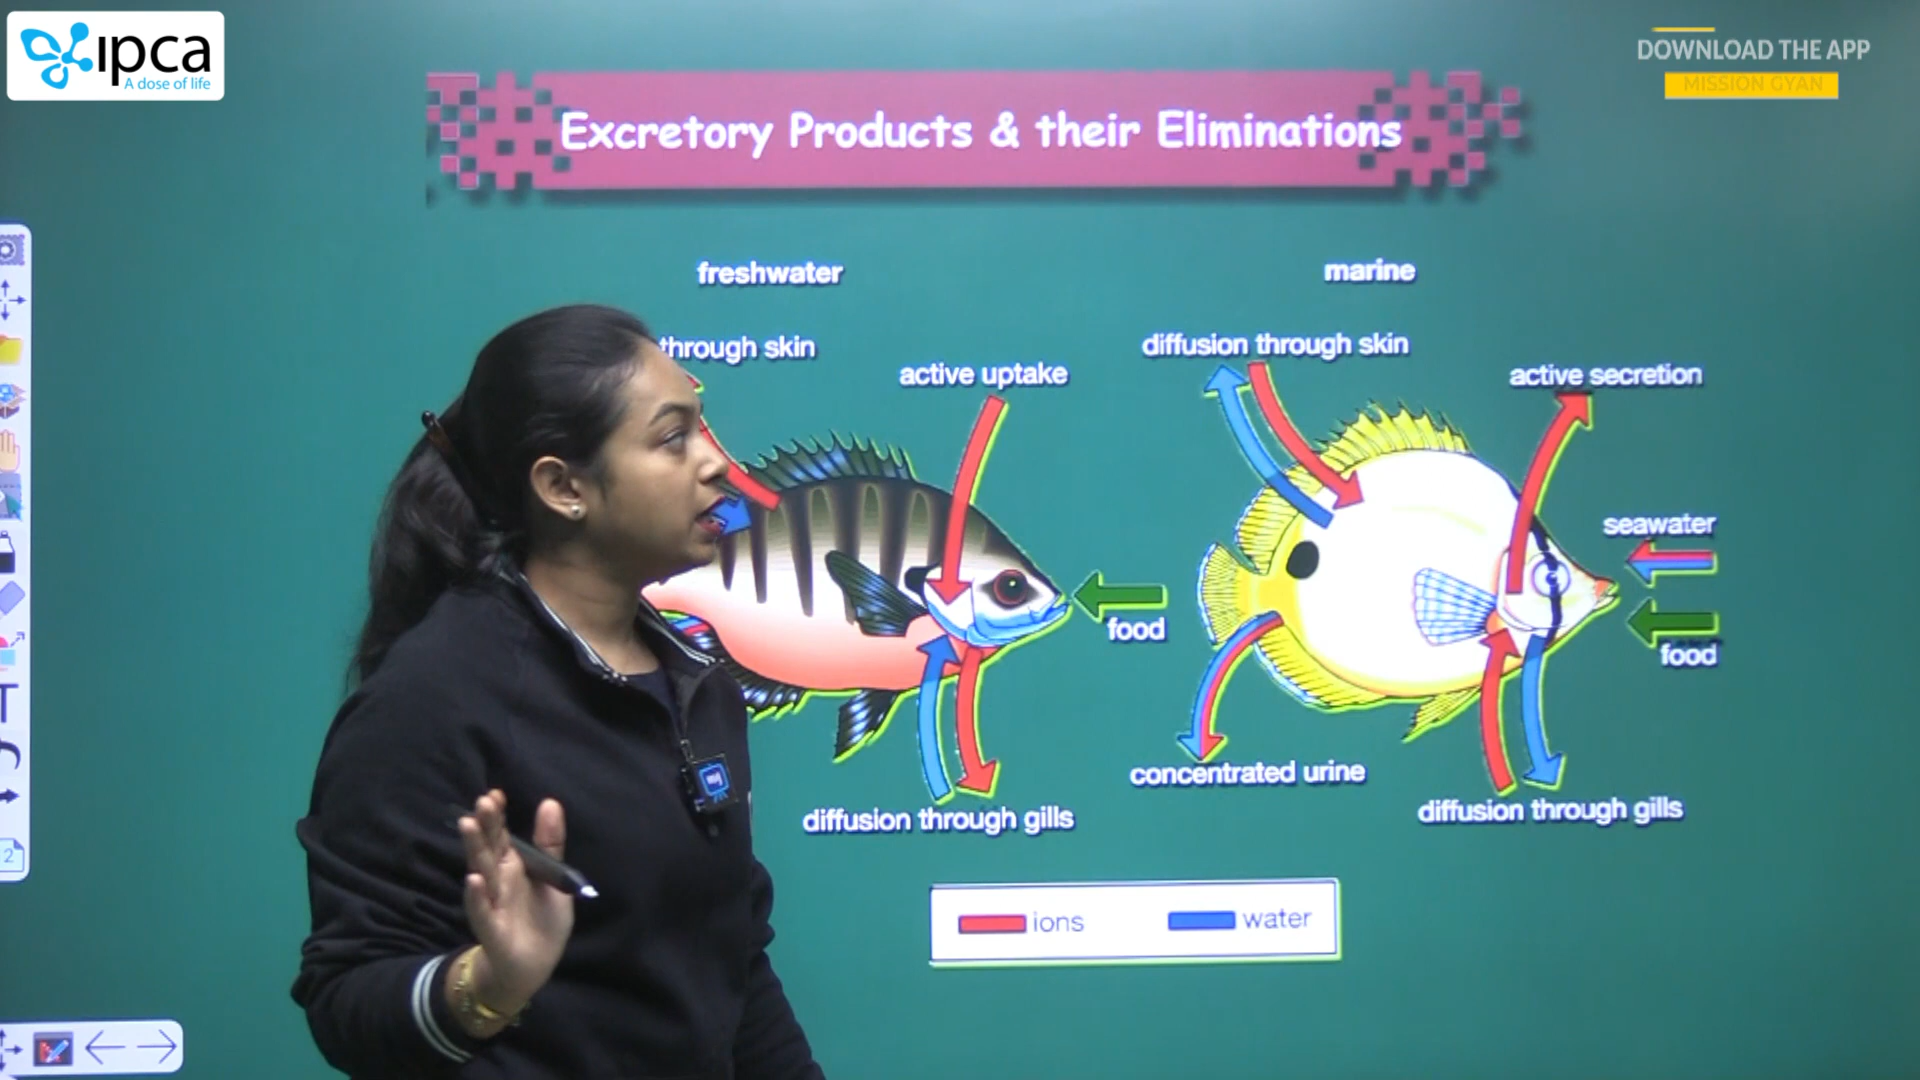 ipca
A dose of life
DOWNLOAD THE APP
MISSION GYAN
Excretory Products & their Eliminations
freshwater
marine
through skin
active uptake
diffusion through skin
active secretion
seawater
food
food
concentrated urine
diffusion through gills
diffusion through gills
ions
water
T
2